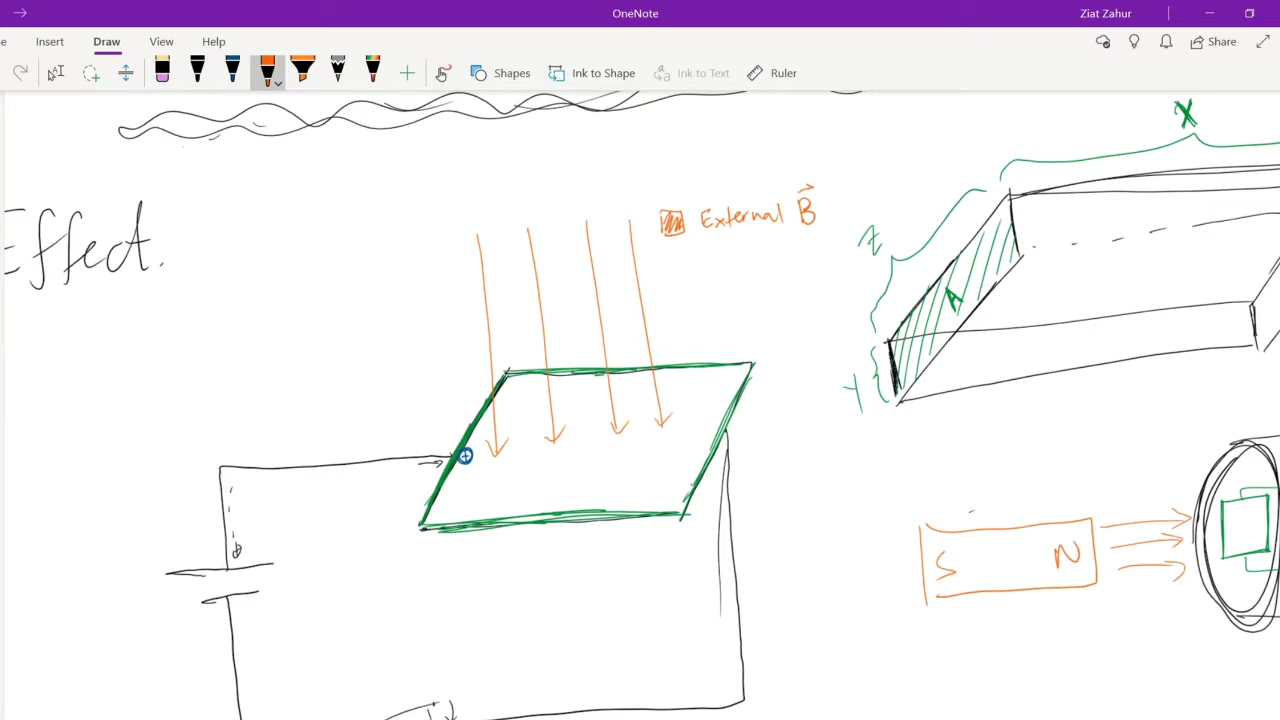 OneNote
Ziat Zahur
Insert Draw View Help
Share
Shapes
Ink to Shape
Ink to Text
Ruler
Effect.
External B
X
Z
A
Y
S N